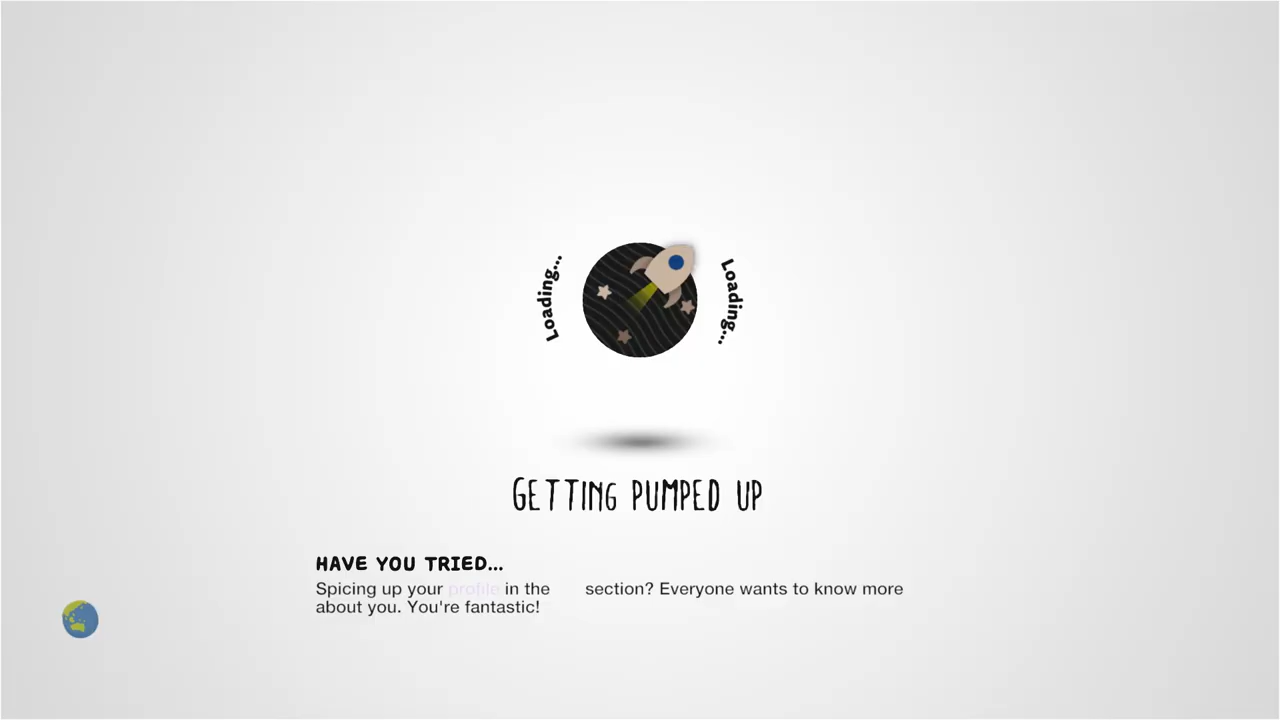 Loading...
Loading...
GETTING PUMPED UP
HAVE YOU TRIED...
Spicing up your profile in the section? Everyone wants to know more
about you. You're fantastic!